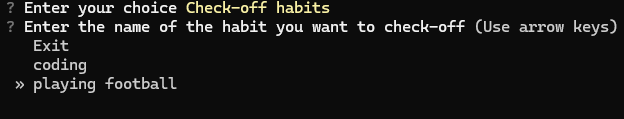 ? Enter your choice Check-off habits
? Enter the name of the habit you want to check-off (Use arrow keys)
Exit
coding
» playing football